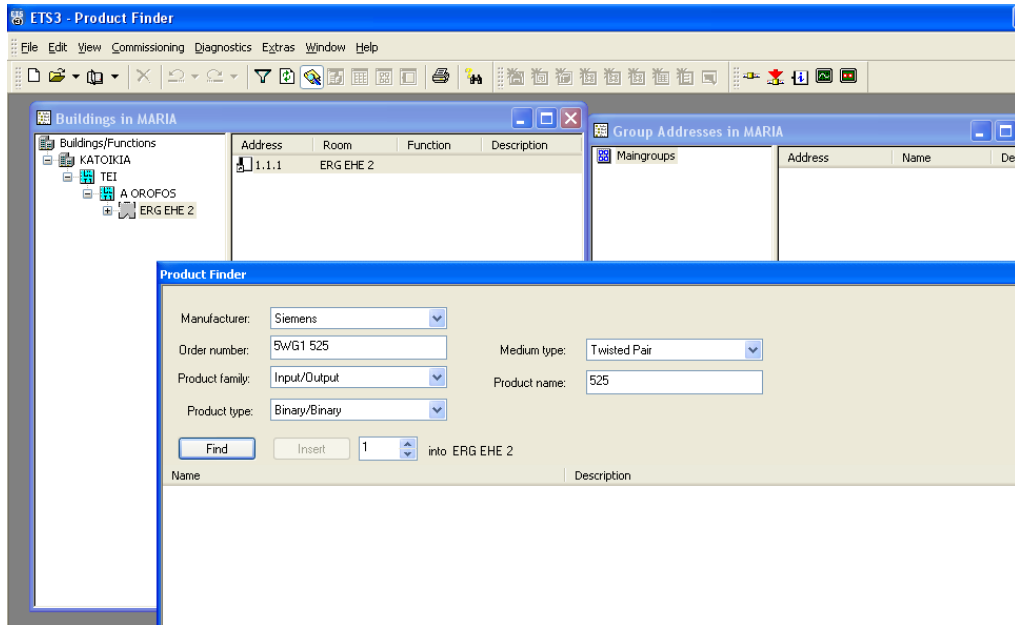 ETS3 - Product Finder
File Edit View Commissioning Diagnostics Extras Window Help
Buildings in MARIA
Buildings/Functions
KATOIKIA
TEI
A OROFOS
ERG EHE 2
Address Room Function Description
1.1.1 ERG EHE 2
Group Addresses in MARIA
Maingroups
Address Name De
Product Finder
Manufacturer: Siemens
Order number: 5WG1 525
Medium type: Twisted Pair
Product family: Input/Output
Product name: 525
Product type: Binary/Binary
Find Insert 1 into ERG EHE 2
Name Description